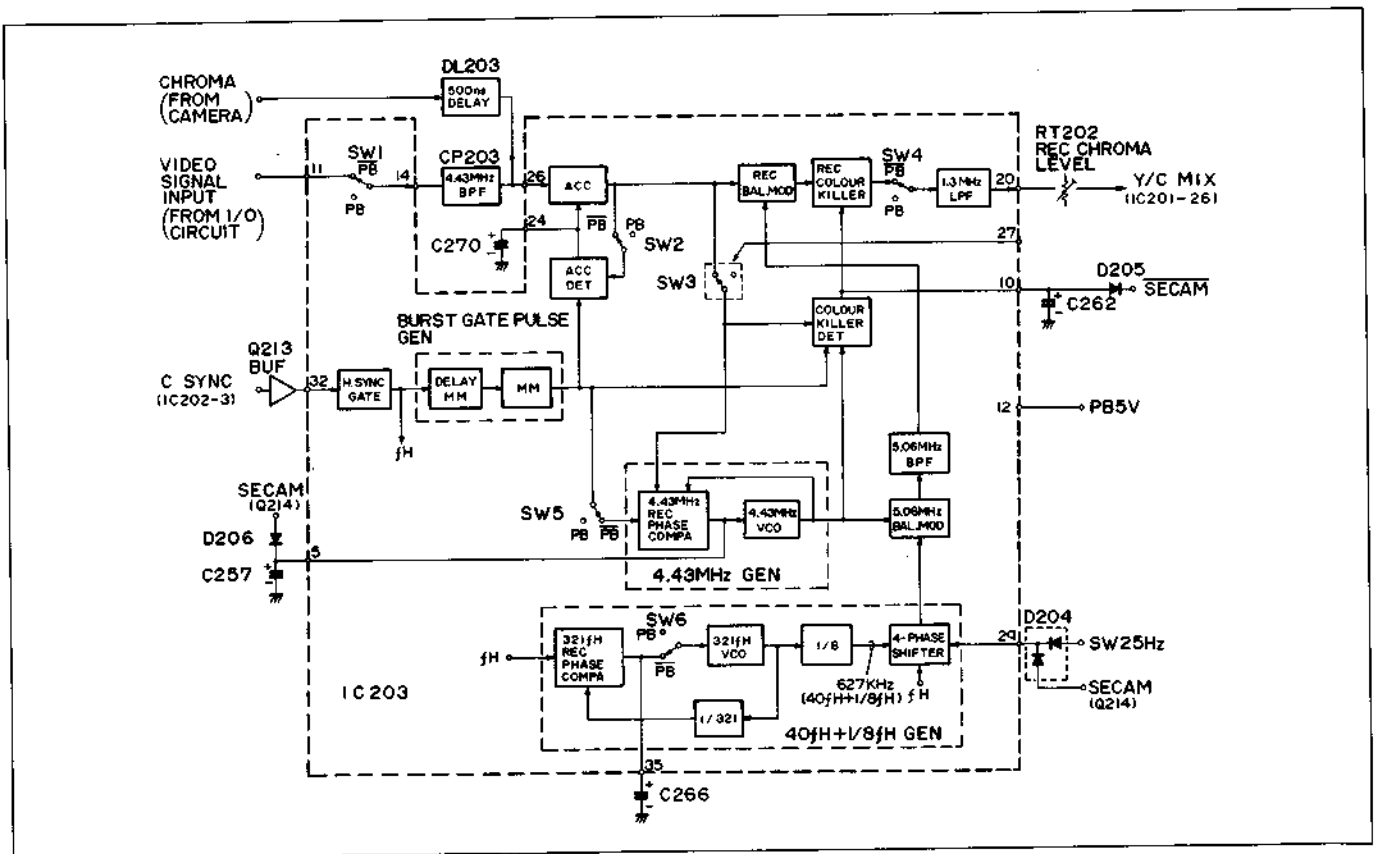 CHROMA
(FROM
CAMERA)
DL203
500ns
DELAY
VIDEO
SIGNAL
INPUT
(FROM I/O
CIRCUIT)
11
SW1
PB
PB
14
CP203
4.43MHz
BPF
26
ACC
24
C270
+
-
PB
PB
SW2
ACC
DET
REC
BAL.MOD
REC
COLOUR
KILLER
SW4
PB
PB
1.3MHz
LPF
20
RT202
REC CHROMA
LEVEL
Y/C MIX
(IC201-26)
27
SW3
COLOUR
KILLER
DET
10
D205
SECAM
+
-
C262
BURST GATE PULSE
GEN
Q213
BUF
C SYNC
(IC202-3)
32
H.SYNC
GATE
DELAY
MM
MM
fH
12
PB5V
5.06MHz
BPF
SECAM
(Q214)
D206
5
C257
+
-
SW5
PB
PB
4.43MHz
REC
PHASE
COMPA
4.43MHz
VCO
5.06MHz
BAL.MOD
4.43MHz GEN
fH
321fH
REC
PHASE
COMPA
SW6
PB
PB
321fH
VCO
1/8
4-PHASE
SHIFTER
29
D204
SW25Hz
SECAM
(Q214)
627KHz
(40fH+1/8fH)
fH
IC203
1/321
40fH+1/8fH GEN
35
+
-
C266